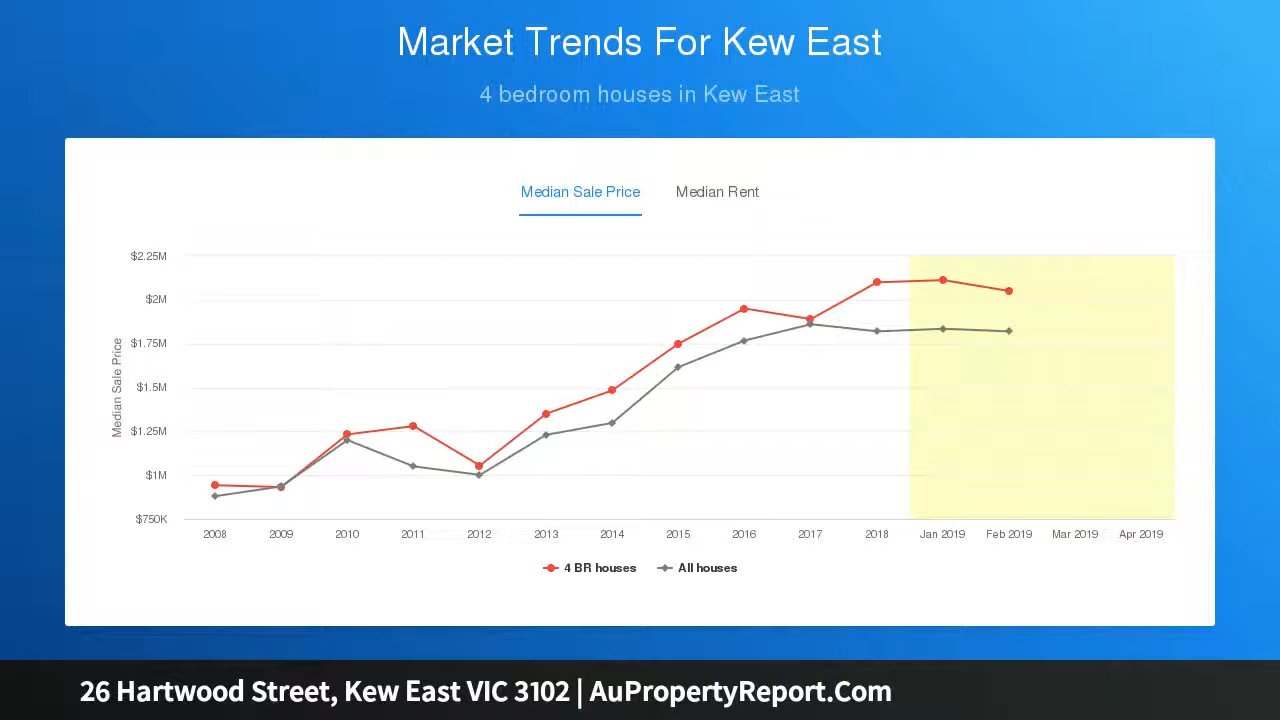 Market Trends For Kew East
4 bedroom houses in Kew East
Median Sale Price Median Rent
Median Sale Price
$2.25M
$2M
$1.75M
$1.5M
$1.25M
$1M
$750K
2008 2009 2010 2011 2012 2013 2014 2015 2016 2017 2018 Jan 2019 Feb 2019 Mar 2019 Apr 2019
4 BR houses All houses
26 Hartwood Street, Kew East VIC 3102 | AuPropertyReport.Com